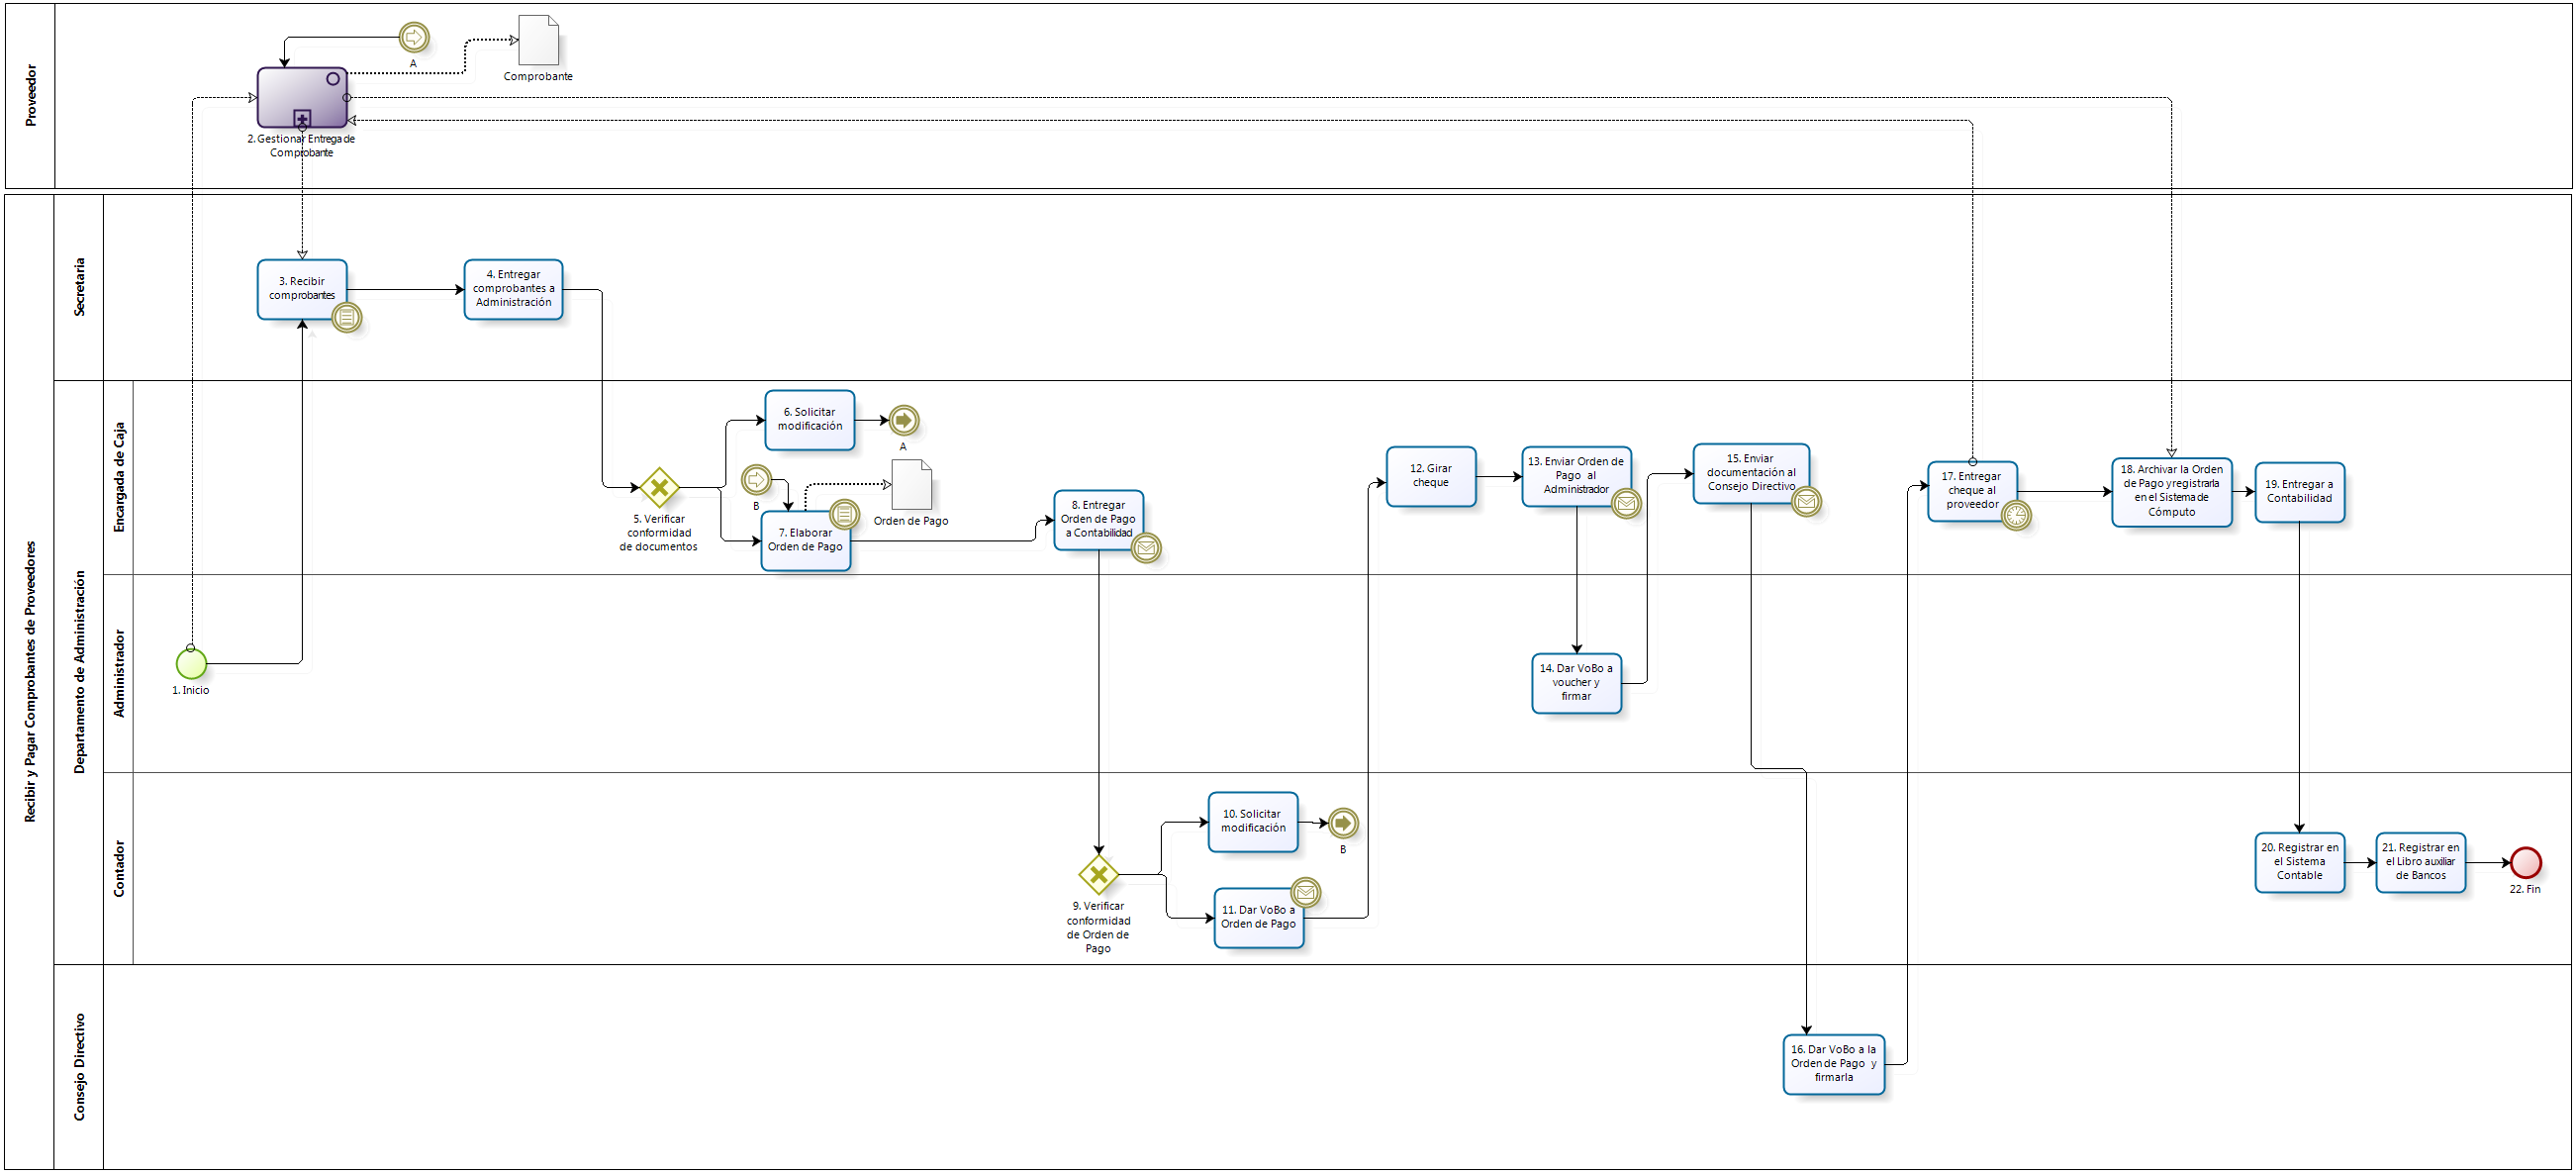 Proveedor
A
Comprobante
2. Gestionar Entrega de
Comprobante
Recibir y Pagar Comprobantes de Proveedores
Secretaria
3. Recibir
comprobantes
4. Entregar
comprobantes a
Administración
Departamento de Administración
Encargada de Caja
5. Verificar
conformidad
de documentos
6. Solicitar
modificación
A
B
7. Elaborar
Orden de Pago
Orden de Pago
8. Entregar
Orden de Pago
a Contabilidad
12. Girar
cheque
13. Enviar Orden de
Pago al
Administrador
15. Enviar
documentación al
Consejo Directivo
17. Entregar
cheque al
proveedor
18. Archivar la Orden
de Pago y registrarla
en el Sistema de
Cómputo
19. Entregar a
Contabilidad
Administrador
1. Inicio
14. Dar VoBo a
voucher y
firmar
Contador
9. Verificar
conformidad
de Orden de
Pago
10. Solicitar
modificación
B
11. Dar VoBo a
Orden de Pago
20. Registrar en
el Sistema
Contable
21. Registrar en
el Libro auxiliar
de Bancos
22. Fin
Consejo Directivo
16. Dar VoBo a la
Orden de Pago y
firmarla